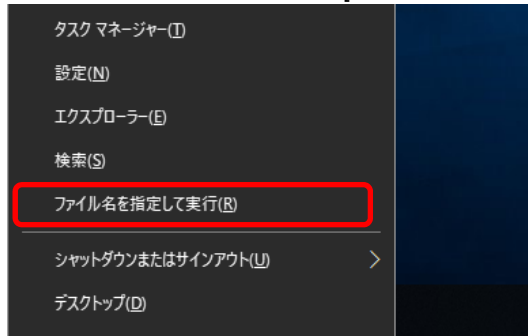 タスク マネージャー(T)
設定(N)
エクスプローラー(E)
検索(S)
ファイル名を指定して実行(R)
シャットダウンまたはサインアウト(U)
デスクトップ(D)